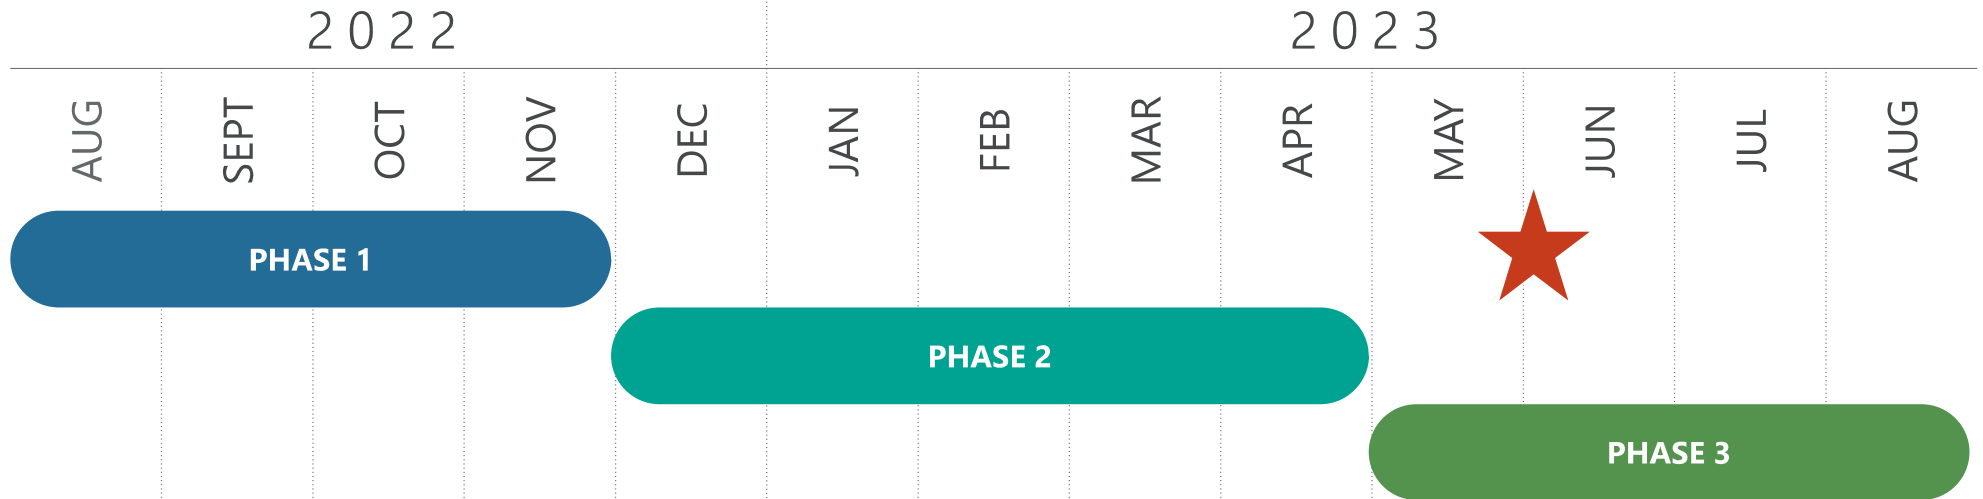 2022 2023
AUG SEPT OCT NOV DEC JAN FEB MAR APR MAY JUN JUL AUG
PHASE 1
PHASE 2
PHASE 3